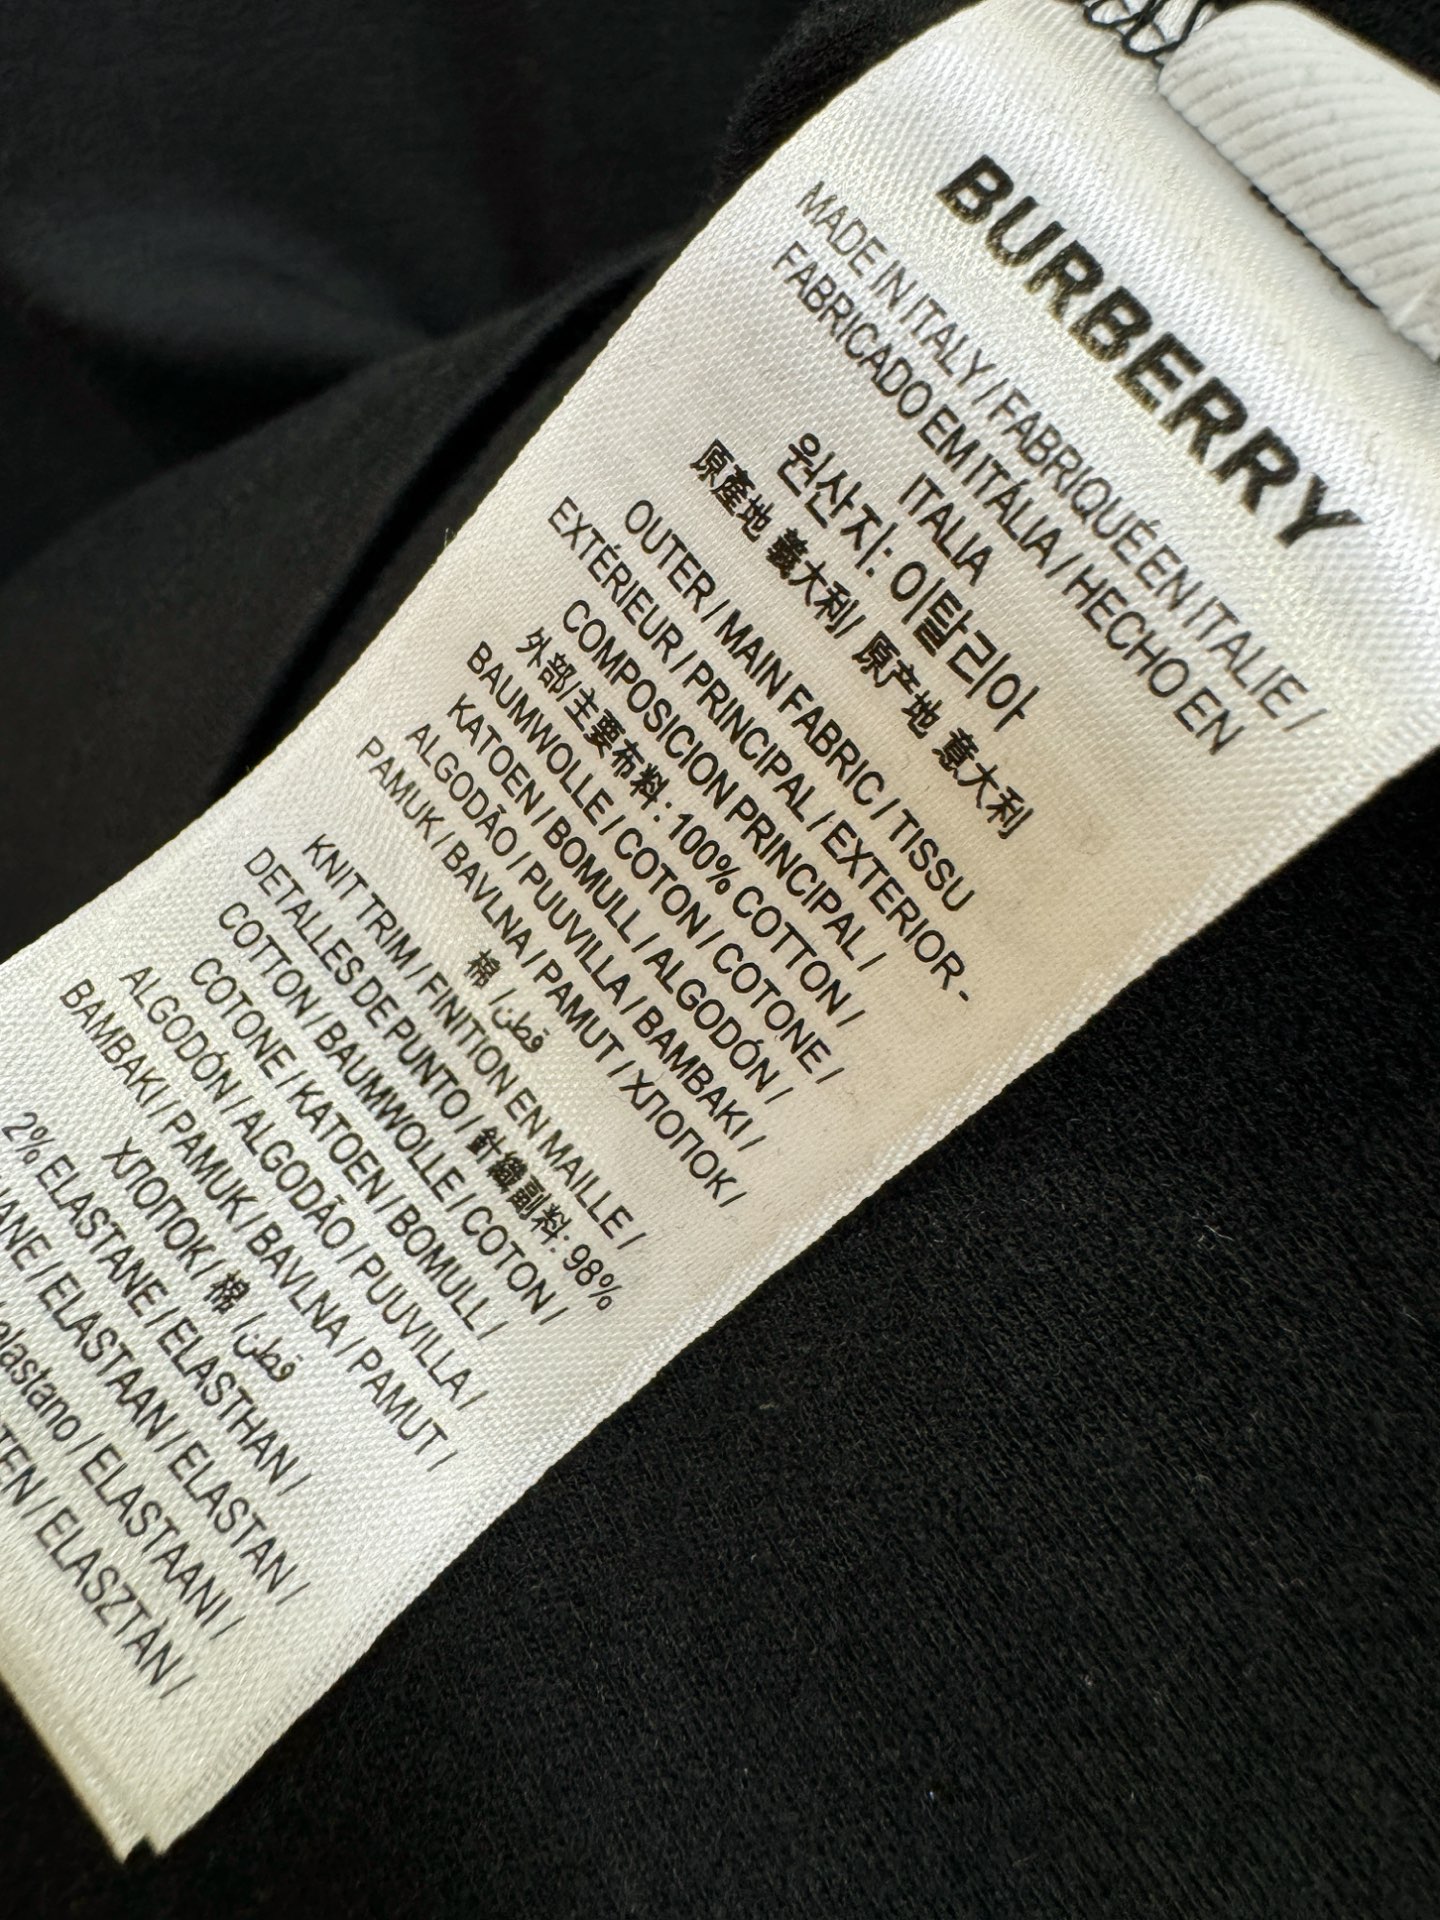 BURBERRY
MADE IN ITALY / FABRIQUÉ EN ITALIE /
FABRICADO EM ITÁLIA / HECHO EN
ITALIA
원산지: 이탈리아
原產地 義大利/ 原产地 意大利
OUTER / MAIN FABRIC / TISSU
EXTÉRIEUR / PRINCIPAL / EXTERIOR -
COMPOSICION PRINCIPAL /
外部/主要布料: 100% COTTON /
BAUMWOLLE / COTON / COTONE /
KATOEN / BOMULL / ALGODÓN /
ALGODÃO / PUUVILLA / BAMBAKI /
PAMUK / BAVLNA / PAMUT / ХЛОПОК /
棉 / قطن
KNIT TRIM / FINITION EN MAILLE /
DETALLES DE PUNTO / 針織副料: 98%
COTTON / BAUMWOLLE / COTON /
COTONE / KATOEN / BOMULL /
ALGODÓN / ALGODÃO / PUUVILLA /
BAMBAKI / PAMUK / BAVLNA / PAMUT /
ХЛОПОК / 棉 / قطن
2% ELASTANE / ELASTHAN /
/ ELASTAAN / ELASTAN /
elastano / ELASTAANI /
/ ELASZTÁN /